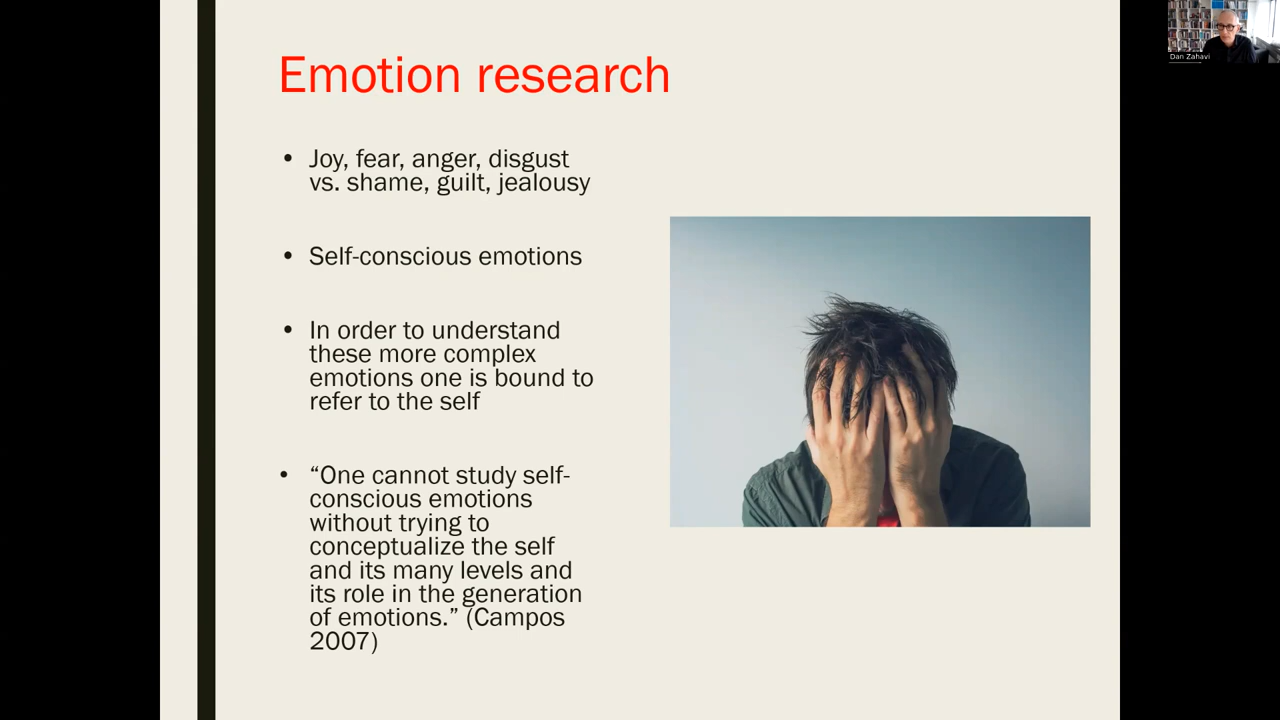 Emotion research
• Joy, fear, anger, disgust
vs. shame, guilt, jealousy
• Self-conscious emotions
• In order to understand
these more complex
emotions one is bound to
refer to the self
• “One cannot study self-
conscious emotions
without trying to
conceptualize the self
and its many levels and
its role in the generation
of emotions.” (Campos
2007)
Dan Zahavi